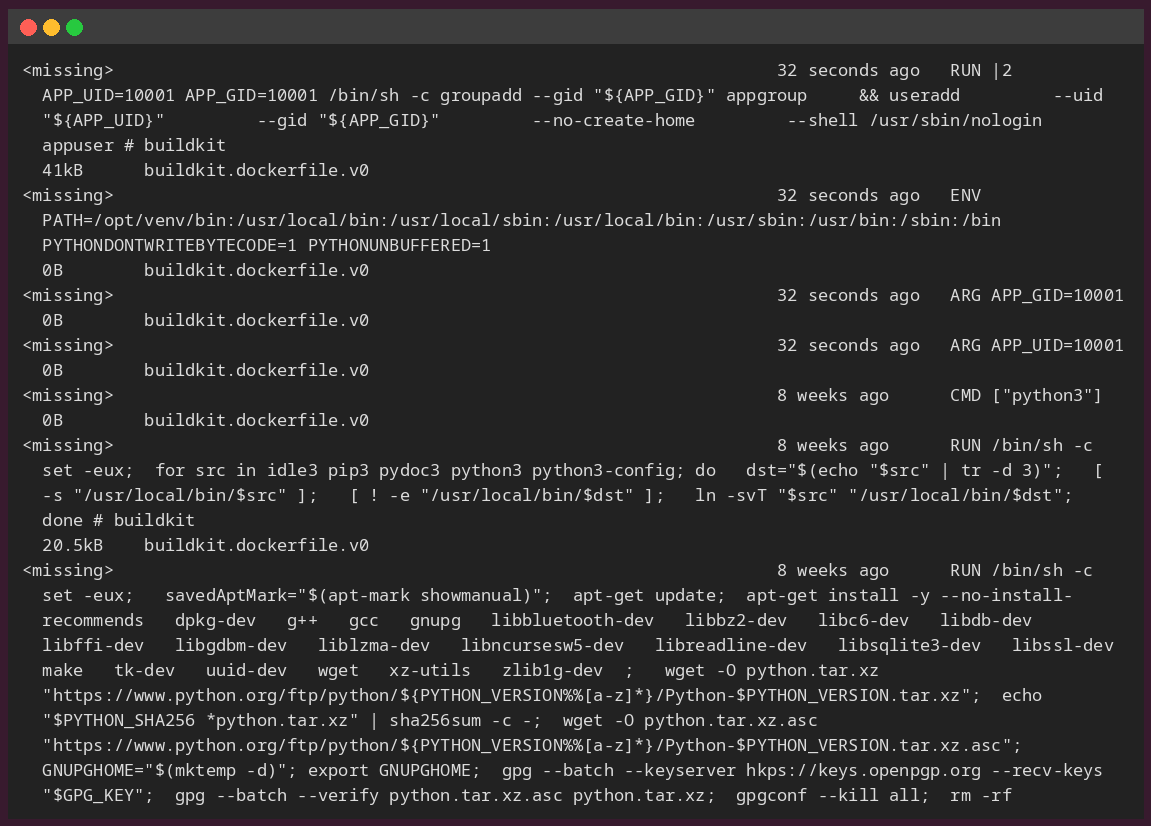 <missing>                                                                 32 seconds ago   RUN |2
  APP_UID=10001 APP_GID=10001 /bin/sh -c groupadd --gid "${APP_GID}" appgroup     && useradd         --uid
  "${APP_UID}"         --gid "${APP_GID}"         --no-create-home         --shell /usr/sbin/nologin
  appuser # buildkit
  41kB      buildkit.dockerfile.v0
<missing>                                                                 32 seconds ago   ENV
  PATH=/opt/venv/bin:/usr/local/bin:/usr/local/sbin:/usr/local/bin:/usr/sbin:/usr/bin:/sbin:/bin
  PYTHONDONTWRITEBYTECODE=1 PYTHONUNBUFFERED=1
  0B        buildkit.dockerfile.v0
<missing>                                                                 32 seconds ago   ARG APP_GID=10001
  0B        buildkit.dockerfile.v0
<missing>                                                                 32 seconds ago   ARG APP_UID=10001
  0B        buildkit.dockerfile.v0
<missing>                                                                 8 weeks ago      CMD ["python3"]
  0B        buildkit.dockerfile.v0
<missing>                                                                 8 weeks ago      RUN /bin/sh -c
  set -eux;  for src in idle3 pip3 pydoc3 python3 python3-config; do   dst="$(echo "$src" | tr -d 3)";   [
  -s "/usr/local/bin/$src" ];   [ ! -e "/usr/local/bin/$dst" ];   ln -svT "$src" "/usr/local/bin/$dst";
  done # buildkit
  20.5kB    buildkit.dockerfile.v0
<missing>                                                                 8 weeks ago      RUN /bin/sh -c
  set -eux;   savedAptMark="$(apt-mark showmanual)";  apt-get update;  apt-get install -y --no-install-
  recommends   dpkg-dev   g++   gcc   gnupg   libbluetooth-dev   libbz2-dev   libc6-dev   libdb-dev
  libffi-dev   libgdbm-dev   liblzma-dev   libncursesw5-dev   libreadline-dev   libsqlite3-dev   libssl-dev
  make   tk-dev   uuid-dev   wget   xz-utils   zlib1g-dev  ;   wget -O python.tar.xz
  "https://www.python.org/ftp/python/${PYTHON_VERSION%%[a-z]*}/Python-$PYTHON_VERSION.tar.xz";  echo
  "$PYTHON_SHA256 *python.tar.xz" | sha256sum -c -;  wget -O python.tar.xz.asc
  "https://www.python.org/ftp/python/${PYTHON_VERSION%%[a-z]*}/Python-$PYTHON_VERSION.tar.xz.asc";
  GNUPGHOME="$(mktemp -d)"; export GNUPGHOME;  gpg --batch --keyserver hkps://keys.openpgp.org --recv-keys
  "$GPG_KEY";  gpg --batch --verify python.tar.xz.asc python.tar.xz;  gpgconf --kill all;  rm -rf